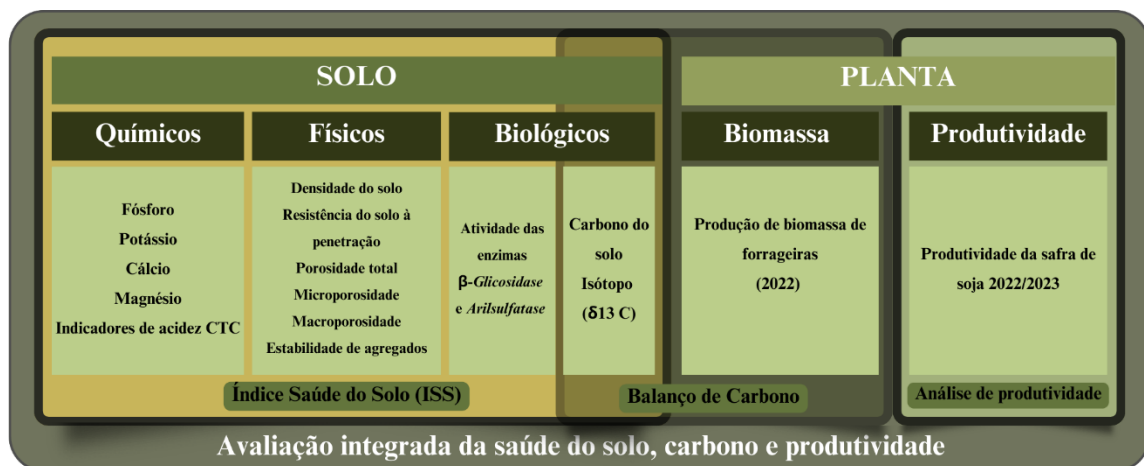 SOLO
PLANTA
Químicos
Físicos
Biológicos
Biomassa
Produtividade
Fósforo
Potássio
Cálcio
Magnésio
Indicadores de acidez CTC
Densidade do solo
Resistência do solo à
penetração
Porosidade total
Microporosidade
Macroporosidade
Estabilidade de agregados
Atividade das
enzimas
β-Glicosidase
e Arilsulfatase
Carbono do
solo
Isótopo
(δ13 C)
Produção de biomassa de
forrageiras
(2022)
Produtividade da safra de
soja 2022/2023
Índice Saúde do Solo (ISS)
Balanço de Carbono
Análise de produtividade
Avaliação integrada da saúde do solo, carbono e produtividade